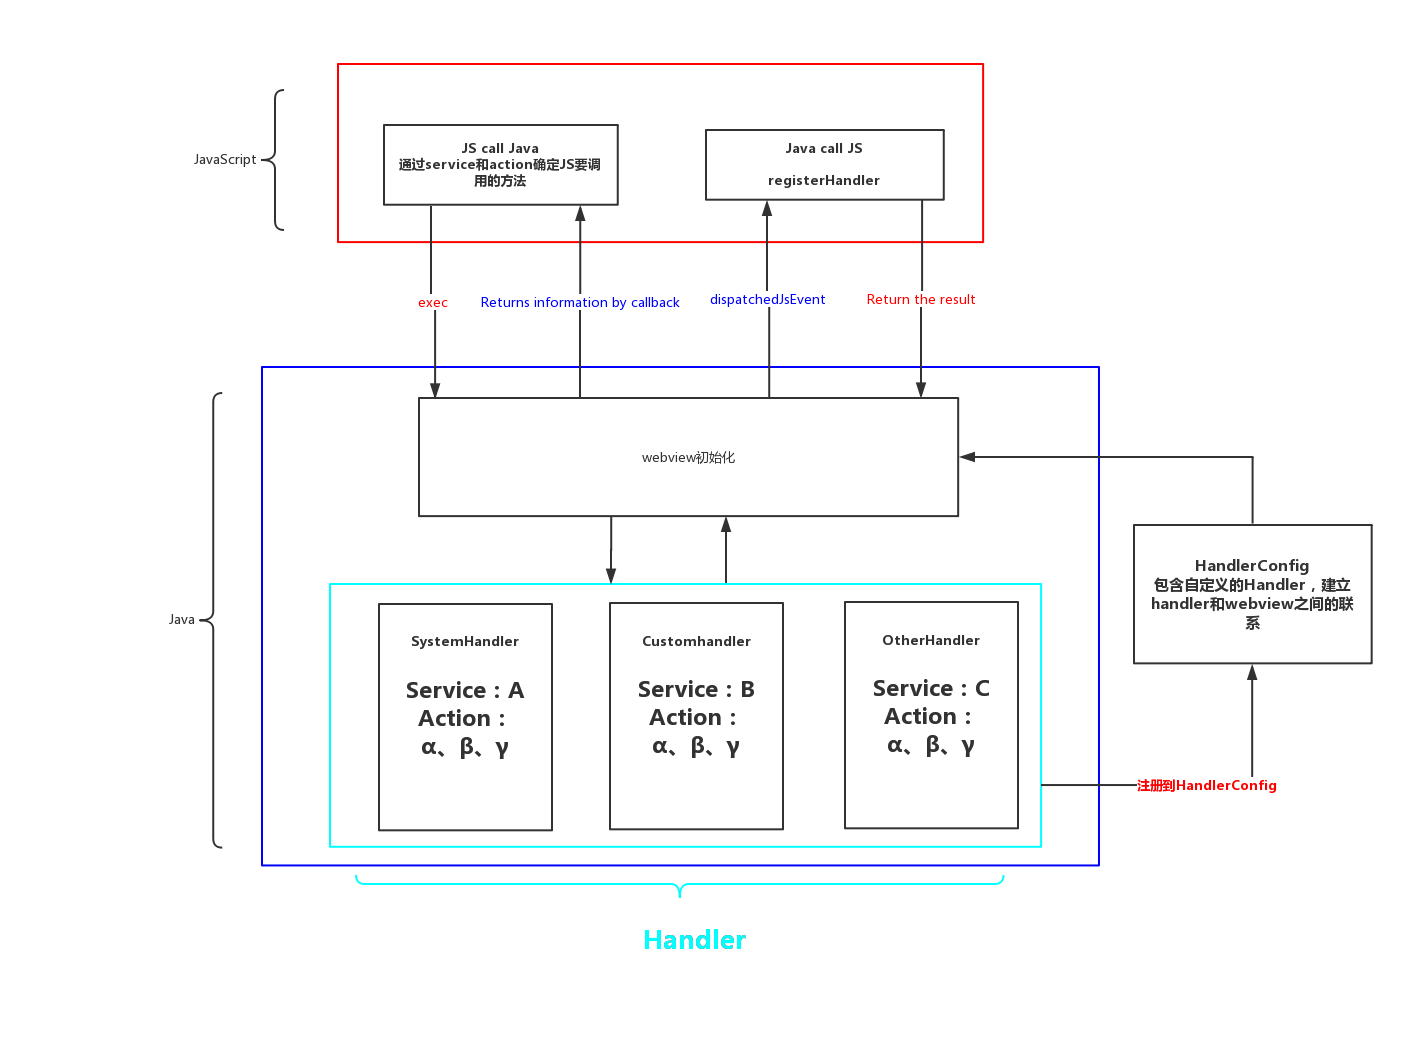 JavaScript
JS call Java
通过service和action确定JS要调
用的方法
Java call JS
registerHandler
exec
Returns information by callback
dispatchedJsEvent
Return the result
webview初始化
HandlerConfig
包含自定义的Handler，建立
handler和webview之间的联
系
Java
SystemHandler
Service：A
Action：
α、β、γ
Customhandler
Service：B
Action：
α、β、γ
OtherHandler
Service：C
Action：
α、β、γ
注册到HandlerConfig
Handler